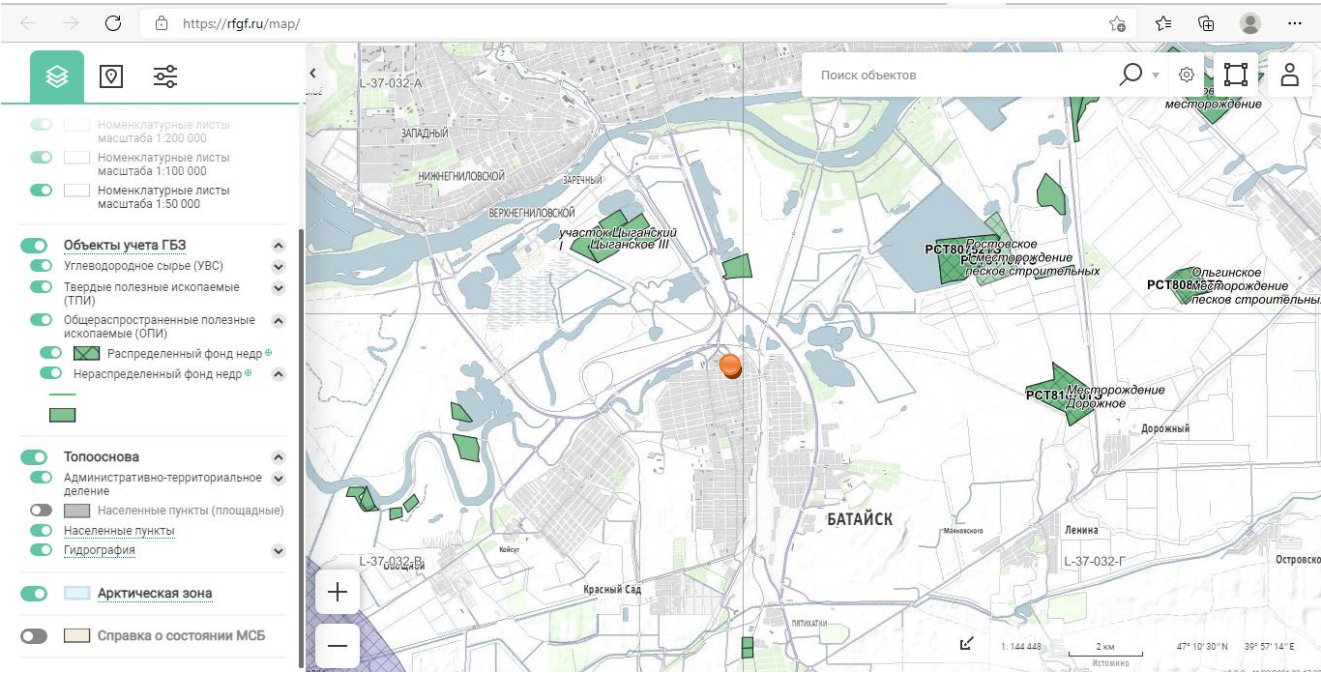 https://rfgf.ru/map/
Номенклатурные листы
масштаба 1:200 000
Номенклатурные листы
масштаба 1:100 000
Номенклатурные листы
масштаба 1:50 000
Объекты учета ГБЗ
Углеводородное сырье (УВС)
Твердые полезные ископаемые
(ТПИ)
Общераспространенные полезные
ископаемые (ОПИ)
Распределенный фонд недр
Нераспределенный фонд недр
Топооснова
Административно-территориальное
деление
Населенные пункты (площадные)
Населенные пункты
Гидрография
Арктическая зона
Справка о состоянии МСБ
Поиск объектов
L-37-032-А
месторождение
ЗАПАДНЫЙ
НИЖНЕГНИЛОВСКОЙ
ЗАРЕЧНЫЙ
ВЕРХНЕГНИЛОВСКОЙ
участок Цыганский
I Цыганское III
Ростовское
месторождение
песков строительных
Ольгинское
месторождение
песков строительны
Месторождение
Дорожное
Дорожный
БАТАЙСК
Маяковского
Ленина
L-37-032-Г
Островско
Койсуг
L-37-032-В
Красный Сад
ПЯТИХАТКИ
+
−
1: 144 448
2 км
47° 10' 30" N 39° 57' 14" E
Истомино